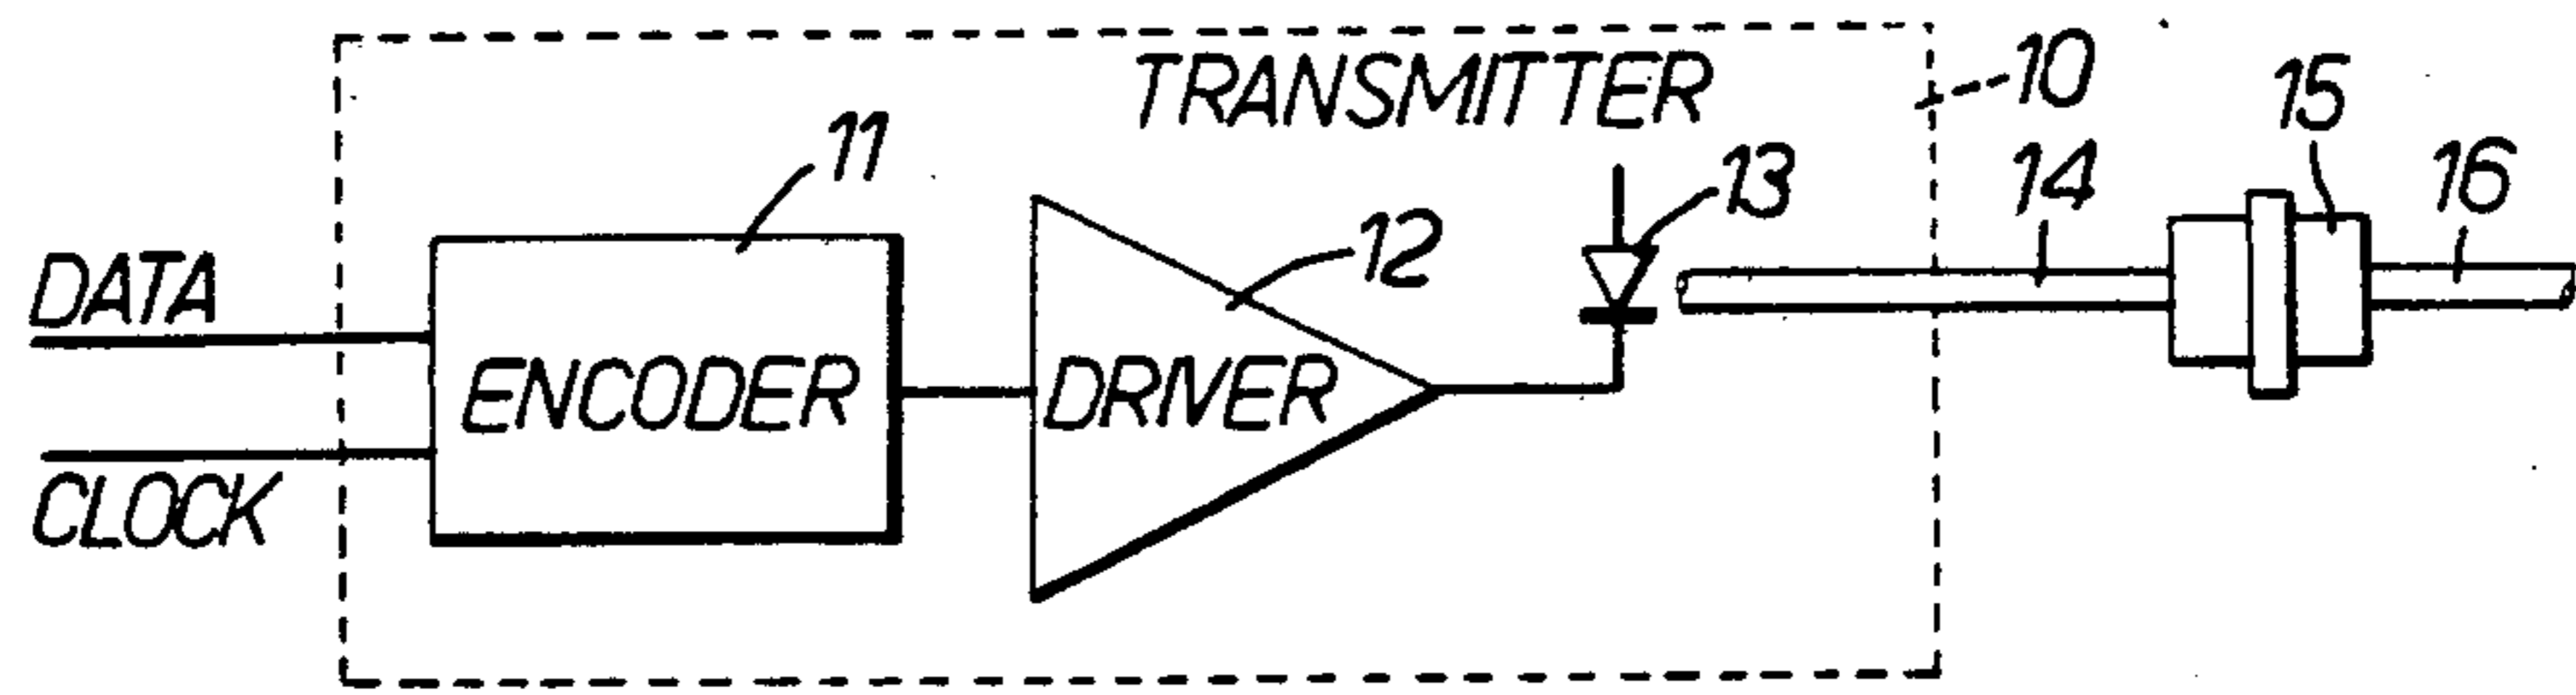 TRANSMITTER
10
15
11
13
14
16
12
DATA
ENCODER
DRIVER
CLOCK